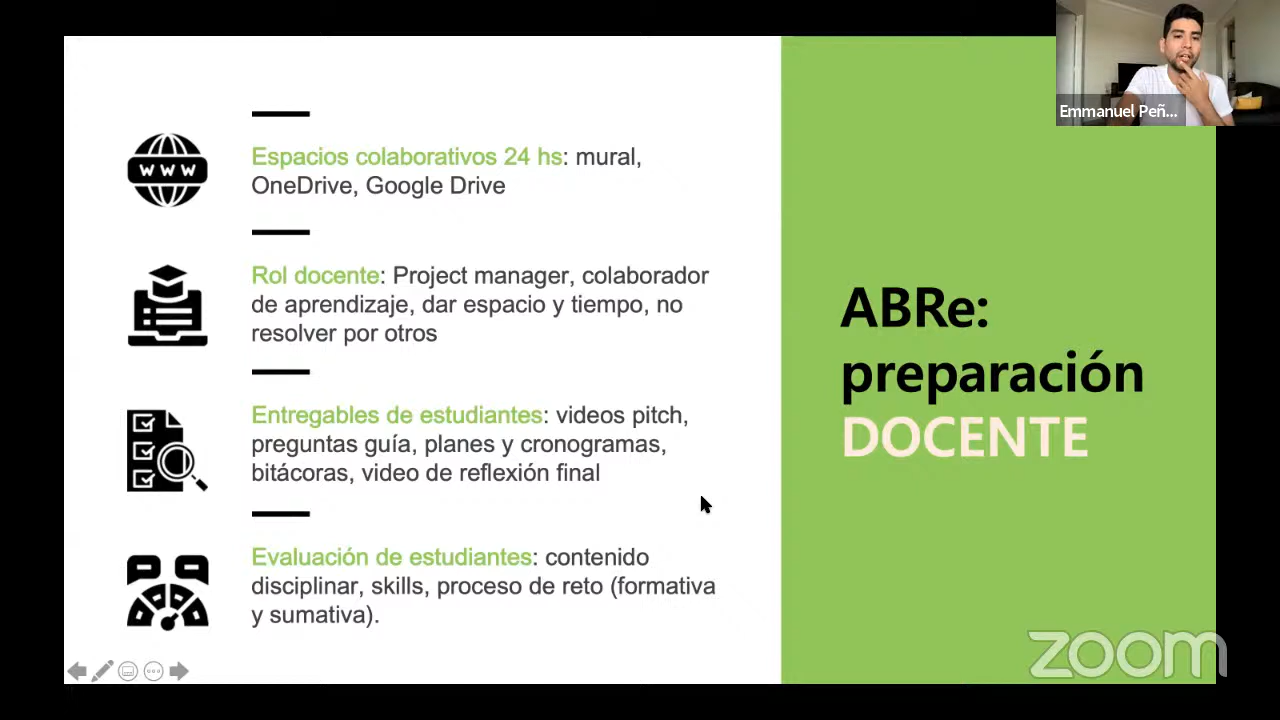 Emmanuel Peñ...
WWW
Espacios colaborativos 24 hs: mural,
OneDrive, Google Drive
Rol docente: Project manager, colaborador
de aprendizaje, dar espacio y tiempo, no
resolver por otros
Entregables de estudiantes: videos pitch,
preguntas guía, planes y cronogramas,
bitácoras, video de reflexión final
Evaluación de estudiantes: contenido
disciplinar, skills, proceso de reto (formativa
y sumativa).
ABRe:
preparación
DOCENTE
zoom